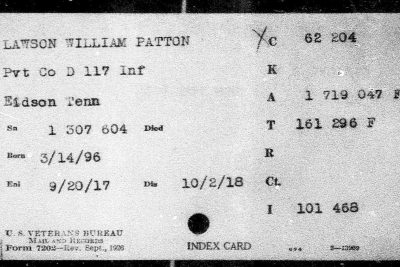 LAWSON WILLIAM PATTON
Pvt Co D 117 Inf
Eidson Tenn
Sn 1 307 604 Died
Born 3/14/96
Enl 9/20/17 Dis 10/2/18
U. S. VETERANS BUREAU
MAIL AND RECORDS
Form 7202—Rev. Sept., 1926
XC 62 204
K
A 1 719 047 F
T 161 296 F
R
Ct.
I 101 468
INDEX CARD